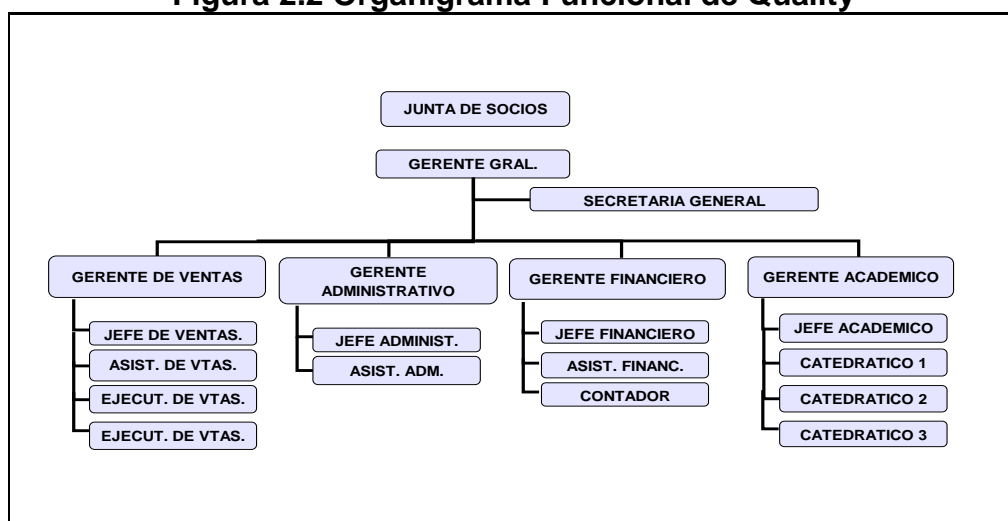 Figura 2.2 Organigrama Funcional de Quality
JUNTA DE SOCIOS
GERENTE GRAL.
SECRETARIA GENERAL
GERENTE DE VENTAS
JEFE DE VENTAS.
ASIST. DE VTAS.
EJECUT. DE VTAS.
EJECUT. DE VTAS.
GERENTE
ADMINISTRATIVO
JEFE ADMINIST.
ASIST. ADM.
GERENTE FINANCIERO
JEFE FINANCIERO
ASIST. FINANC.
CONTADOR
GERENTE ACADEMICO
JEFE ACADEMICO
CATEDRATICO 1
CATEDRATICO 2
CATEDRATICO 3